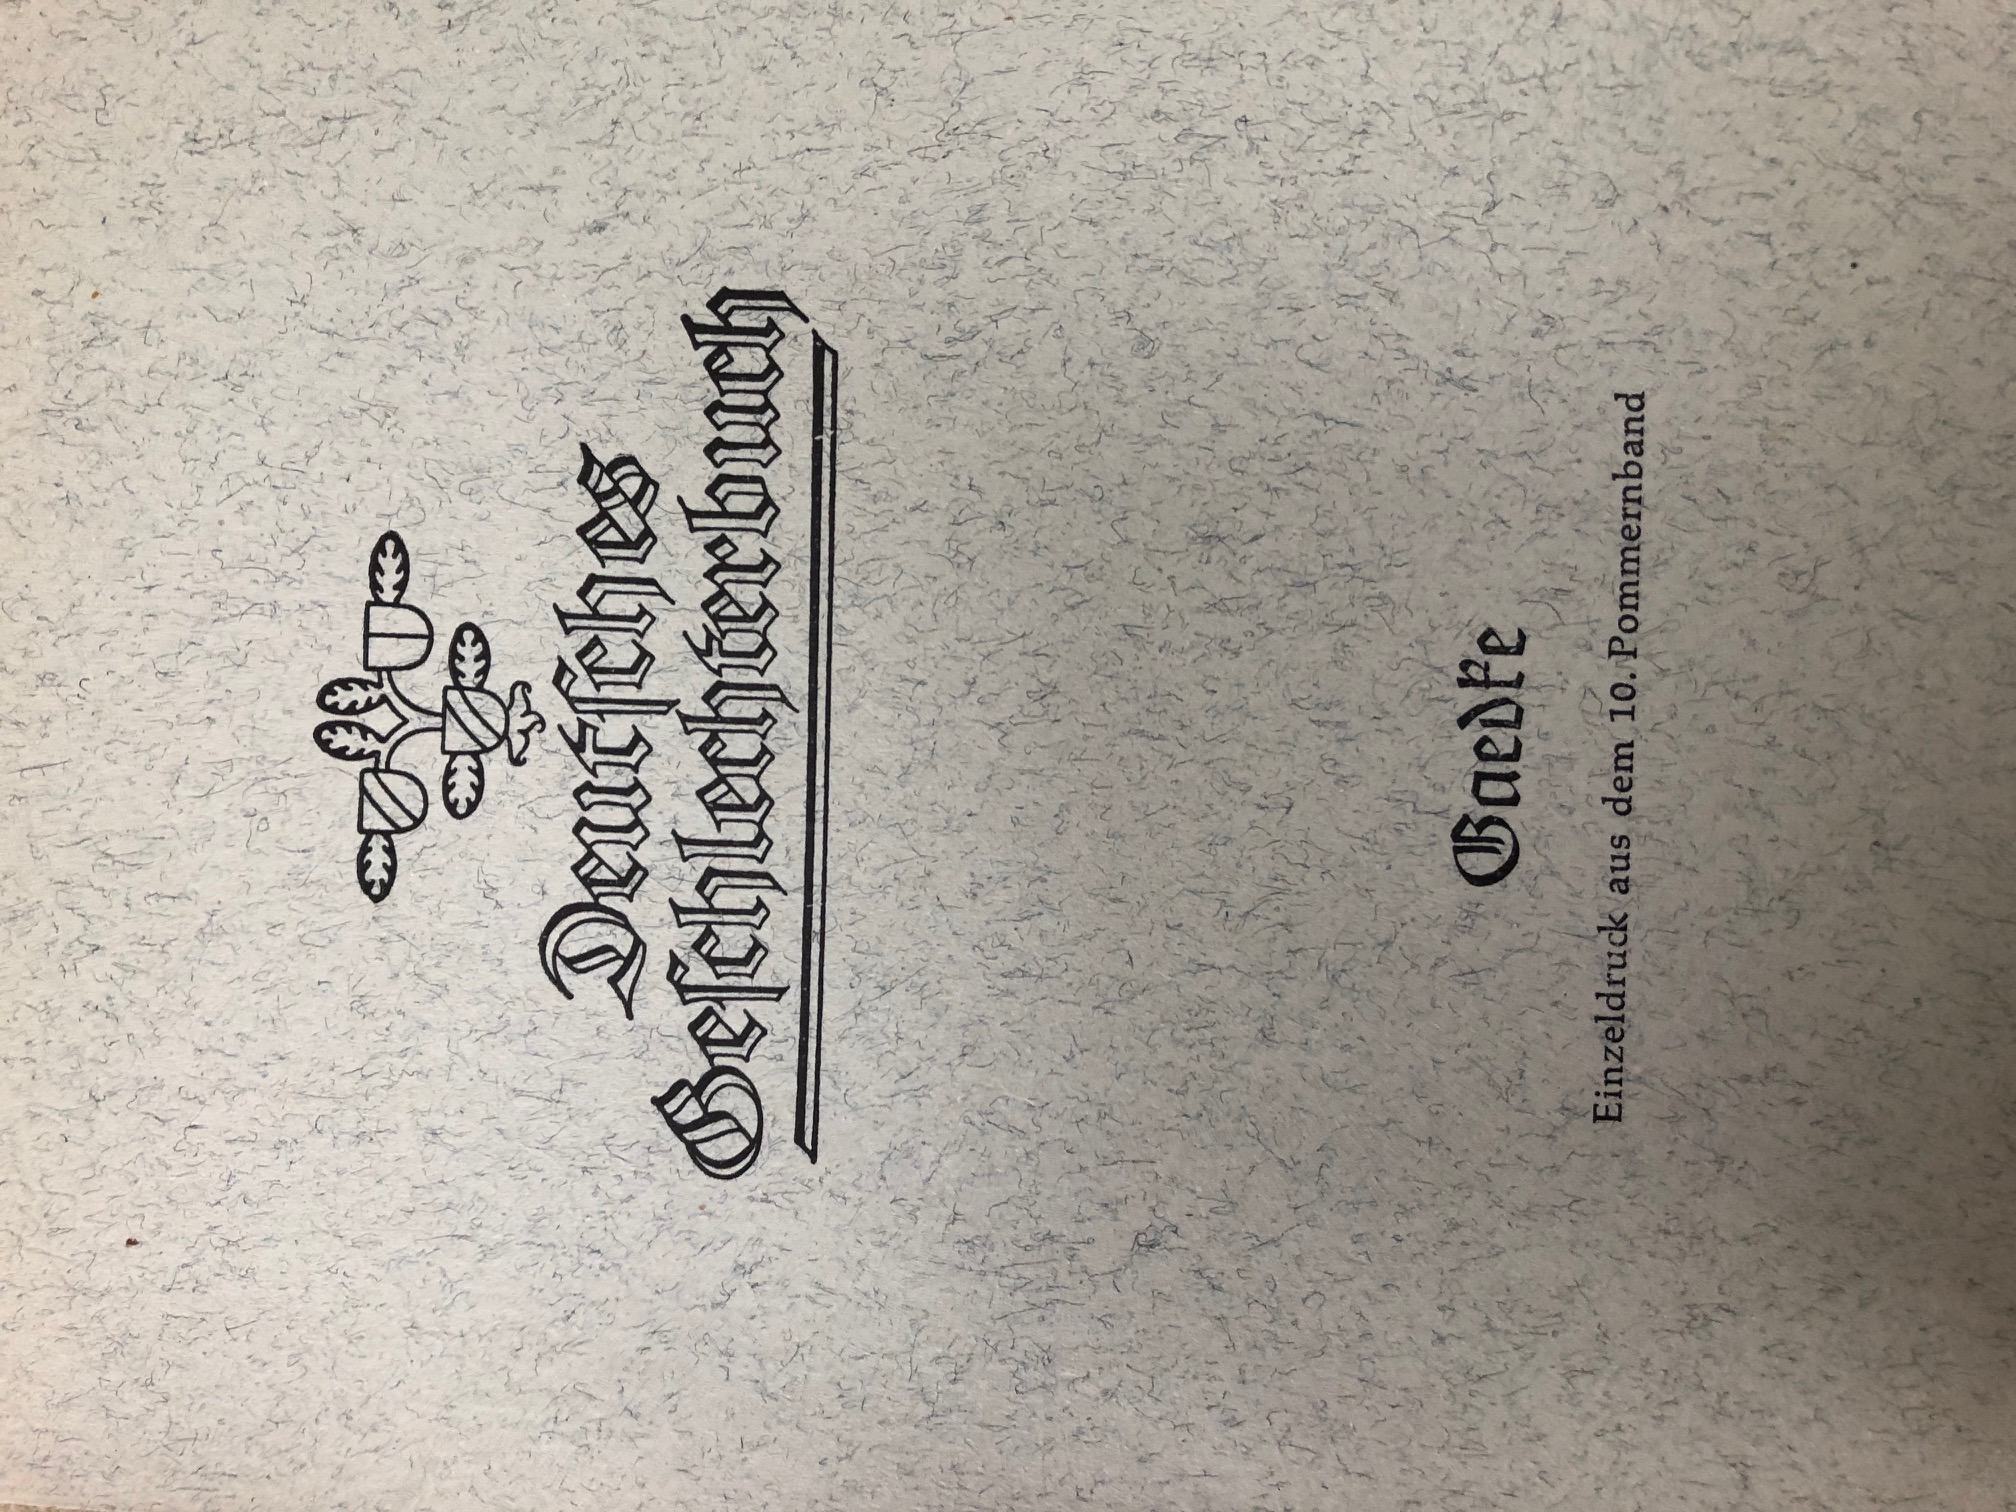 Deutſches
Geſchlechterbuch
Gaedke
Einzeldruck aus dem 10. Pommernband